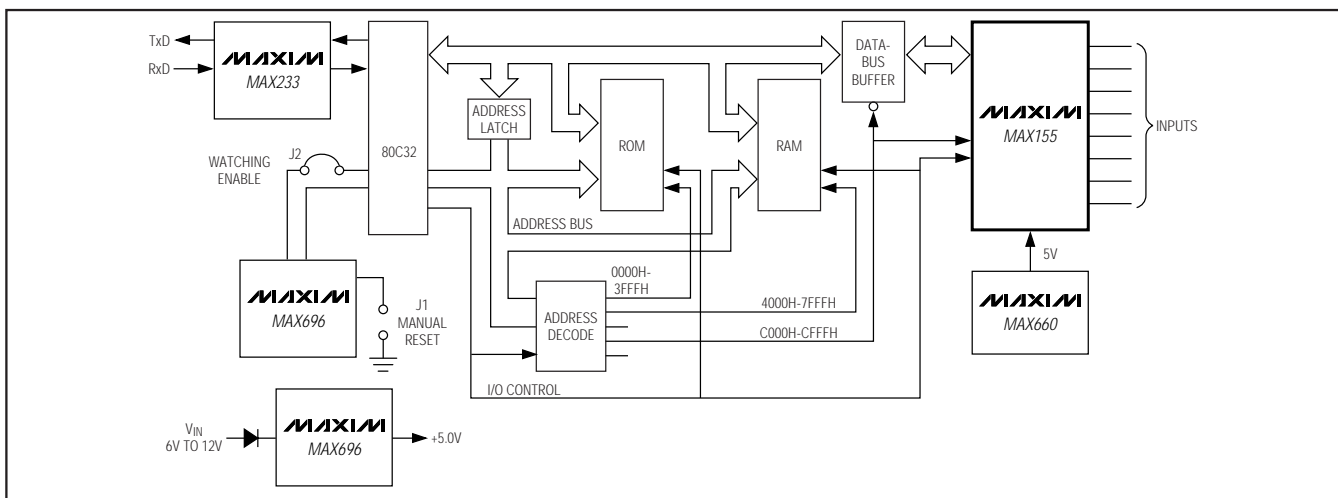 TxD
RxD
MAXIM
MAX233
80C32
ADDRESS
LATCH
ROM
RAM
DATA-
BUS
BUFFER
MAXIM
MAX155
INPUTS
WATCHING
ENABLE
J2
ADDRESS BUS
MAXIM
MAX696
J1
MANUAL
RESET
0000H-
3FFFH
ADDRESS
DECODE
4000H-7FFFH
C000H-CFFFH
I/O CONTROL
5V
MAXIM
MAX660
VIN
6V TO 12V
MAXIM
MAX696
+5.0V